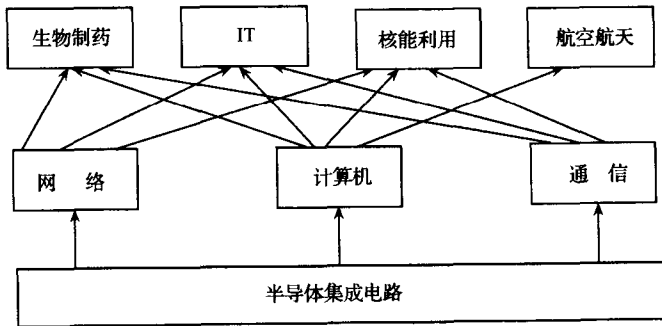 生物制药
IT
核能利用
航空航天
网 络
计算机
通 信
半导体集成电路